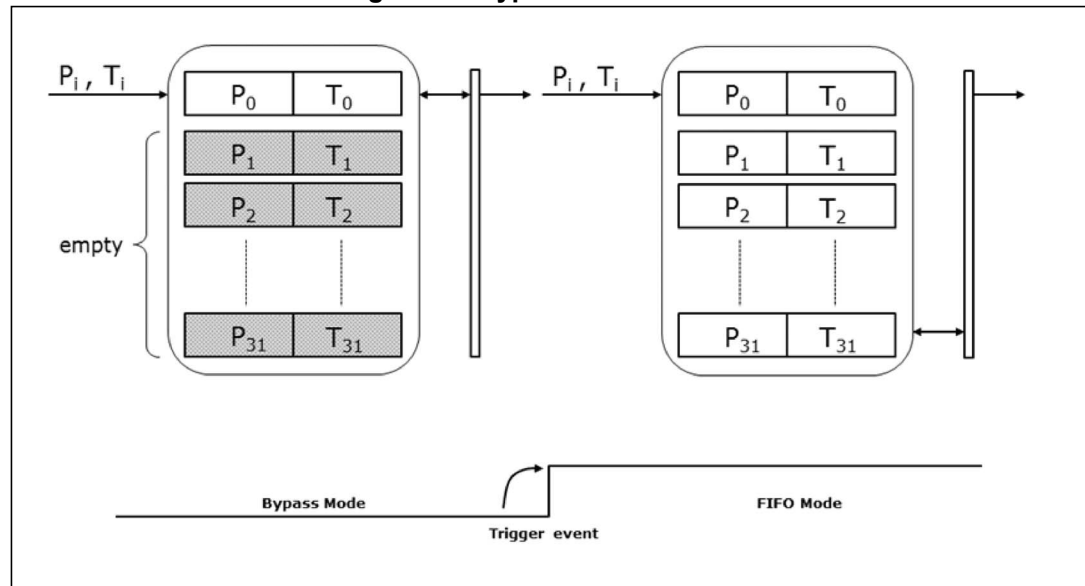 Pi , Ti
P0 T0
P1 T1
P2 T2
P31 T31
empty
Pi , Ti
P0 T0
P1 T1
P2 T2
P31 T31
Bypass Mode
Trigger event
FIFO Mode